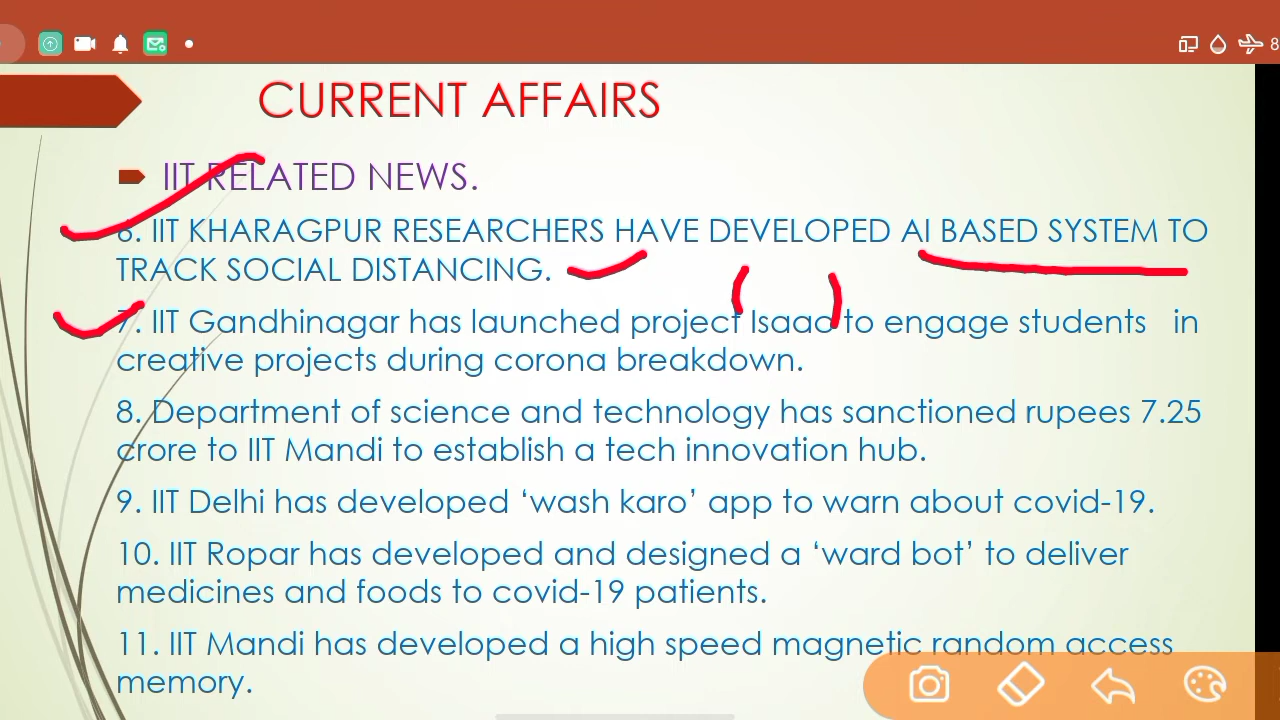 8
CURRENT AFFAIRS
IIT RELATED NEWS.
6. IIT KHARAGPUR RESEARCHERS HAVE DEVELOPED AI BASED SYSTEM TO
TRACK SOCIAL DISTANCING.
7. IIT Gandhinagar has launched project Isaac to engage students in
creative projects during corona breakdown.
8. Department of science and technology has sanctioned rupees 7.25
crore to IIT Mandi to establish a tech innovation hub.
9. IIT Delhi has developed ‘wash karo’ app to warn about covid-19.
10. IIT Ropar has developed and designed a ‘ward bot’ to deliver
medicines and foods to covid-19 patients.
11. IIT Mandi has developed a high speed magnetic random access
memory.